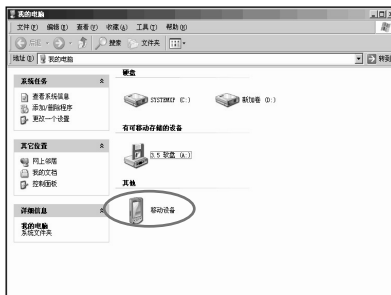 我的电脑
文件(F) 编辑(E) 查看(V) 收藏(A) 工具(T) 帮助(H)
后退 搜索 文件夹
地址(D) 我的电脑 转到
系统任务
查看系统信息
添加/删除程序
更改一个设置
其它位置
网上邻居
我的文档
控制面板
详细信息
我的电脑
系统文件夹
硬盘
SYSTEMXP (C:) 新加卷 (D:)
有可移动存储的设备
3.5 软盘 (A:)
其他
移动设备